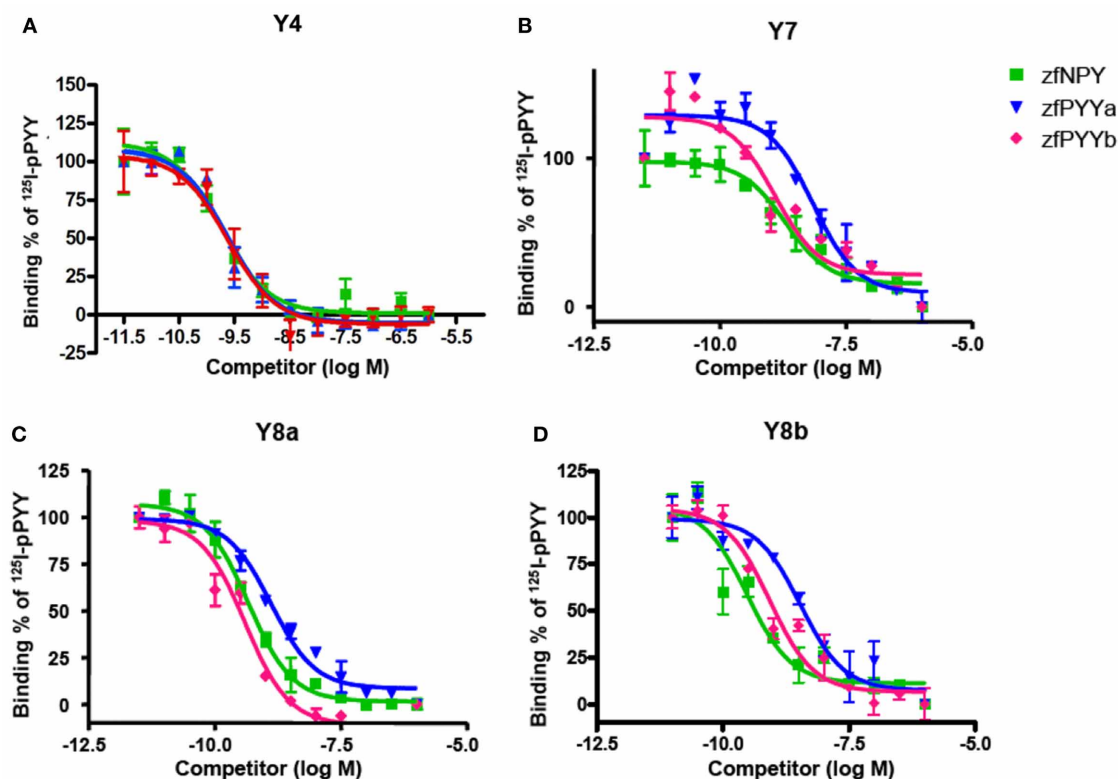 A
Y4
Binding % of ¹²⁵I-pPYY
150
125
100
75
50
25
0
-25
-11.5 -10.5 -9.5 -8.5 -7.5 -6.5 -5.5
Competitor (log M)
B
Y7
Binding % of ¹²⁵I-pPYY
100
0
-12.5 -10.0 -7.5 -5.0
Competitor (log M)
zfNPY
zfPYYa
zfPYYb
C
Y8a
Binding % of ¹²⁵I-pPYY
125
100
75
50
25
0
-12.5 -10.0 -7.5 -5.0
Competitor (log M)
D
Y8b
Binding % of ¹²⁵I-pPYY
125
100
75
50
25
0
-12.5 -10.0 -7.5 -5.0
Competitor (log M)